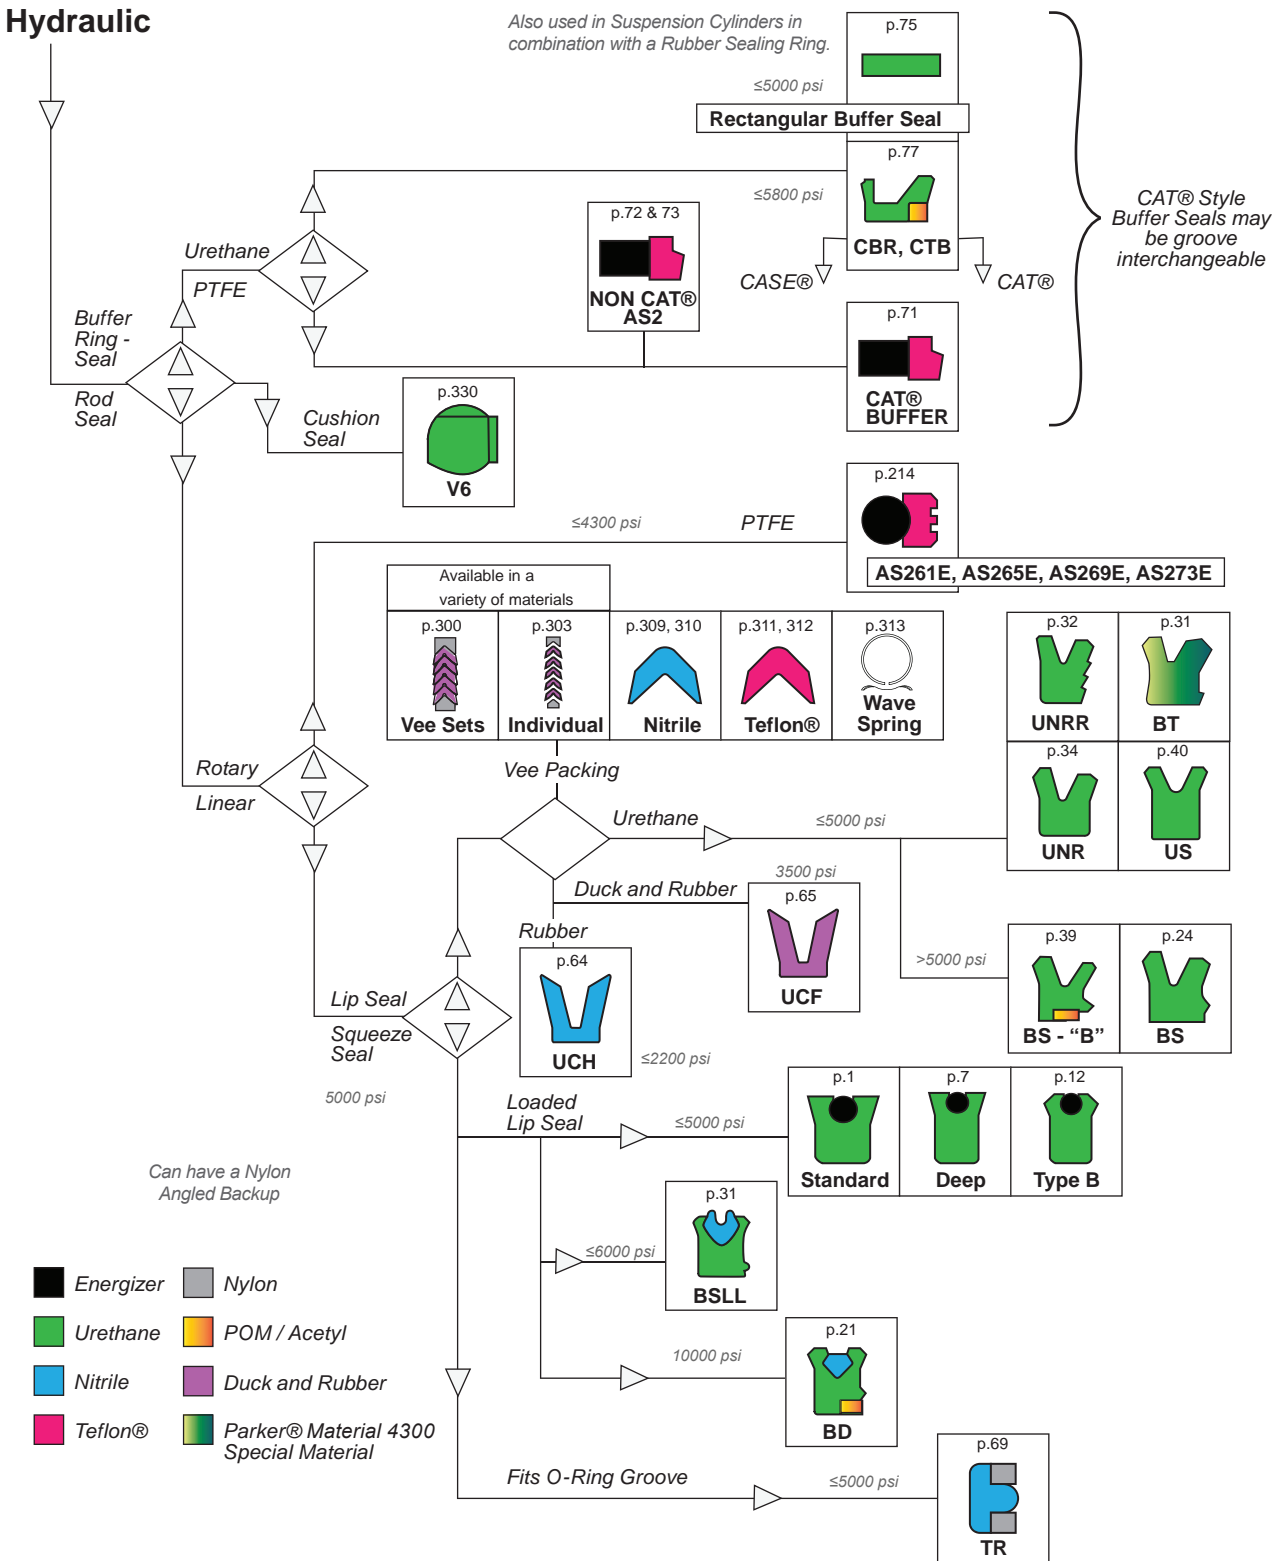 Hydraulic
Also used in Suspension Cylinders in
combination with a Rubber Sealing Ring.
p.75
≤5000 psi
Rectangular Buffer Seal
p.77
≤5800 psi
CBR, CTB
CASE®
CAT®
CAT® Style
Buffer Seals may
be groove
interchangeable
p.72 & 73
NON CAT®
AS2
Urethane
PTFE
p.71
CAT®
BUFFER
Buffer
Ring -
Seal
Rod
Seal
Cushion
Seal
p.330
V6
≤4300 psi
PTFE
p.214
AS261E, AS265E, AS269E, AS273E
Available in a
variety of materials
p.300
Vee Sets
p.303
Individual
p.309, 310
Nitrile
p.311, 312
Teflon®
p.313
Wave
Spring
p.32
UNRR
p.31
BT
p.34
UNR
p.40
US
Rotary
Linear
Vee Packing
Urethane
≤5000 psi
Duck and Rubber
3500 psi
p.65
UCF
Rubber
p.64
UCH
≤2200 psi
>5000 psi
p.39
BS - “B”
p.24
BS
Lip Seal
Squeeze
Seal
5000 psi
Loaded
Lip Seal
≤5000 psi
p.1
Standard
p.7
Deep
p.12
Type B
Can have a Nylon
Angled Backup
≤6000 psi
p.31
BSLL
10000 psi
p.21
BD
Energizer
Nylon
Urethane
POM / Acetyl
Nitrile
Duck and Rubber
Teflon®
Parker® Material 4300
Special Material
Fits O-Ring Groove
≤5000 psi
p.69
TR